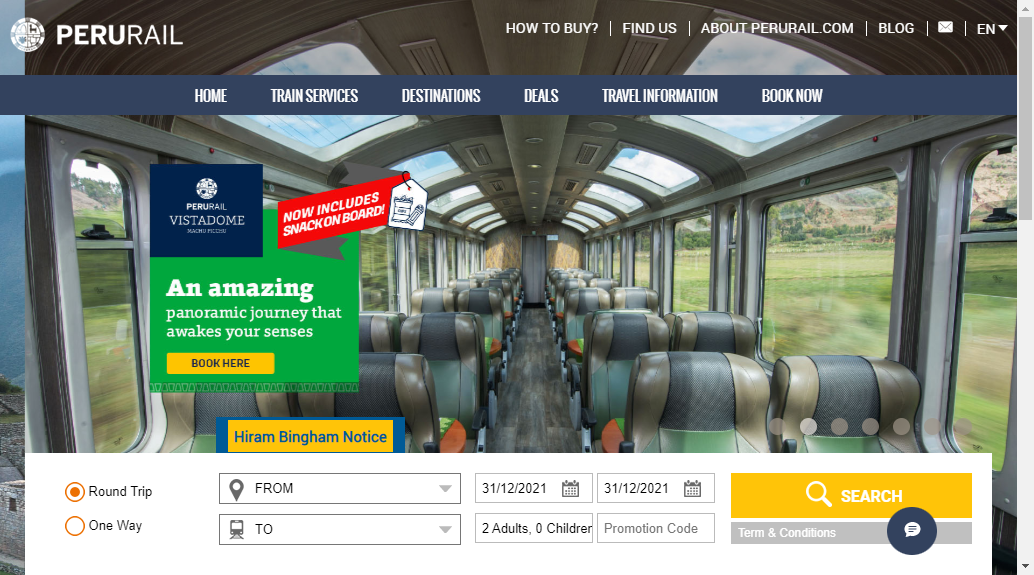 PERURAIL
HOW TO BUY?
FIND US
ABOUT PERURAIL.COM
BLOG
EN
HOME
TRAIN SERVICES
DESTINATIONS
DEALS
TRAVEL INFORMATION
BOOK NOW
PERURAIL
VISTADOME
MACHU PICCHU
NOW INCLUDES
SNACK ON BOARD!
An amazing
panoramic journey that
awakes your senses
BOOK HERE
Hiram Bingham Notice
Round Trip
FROM
31/12/2021
31/12/2021
SEARCH
One Way
TO
2 Adults, 0 Children
Promotion Code
Term & Conditions